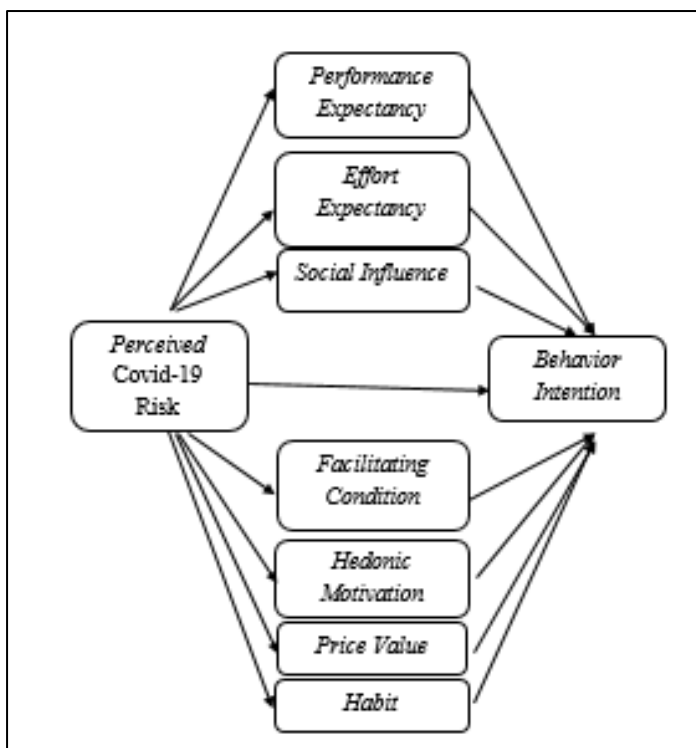 Performance
Expectancy
Effort
Expectancy
Social Influence
Perceived
Covid-19
Risk
Behavior
Intention
Facilitating
Condition
Hedonic
Motivation
Price Value
Habit